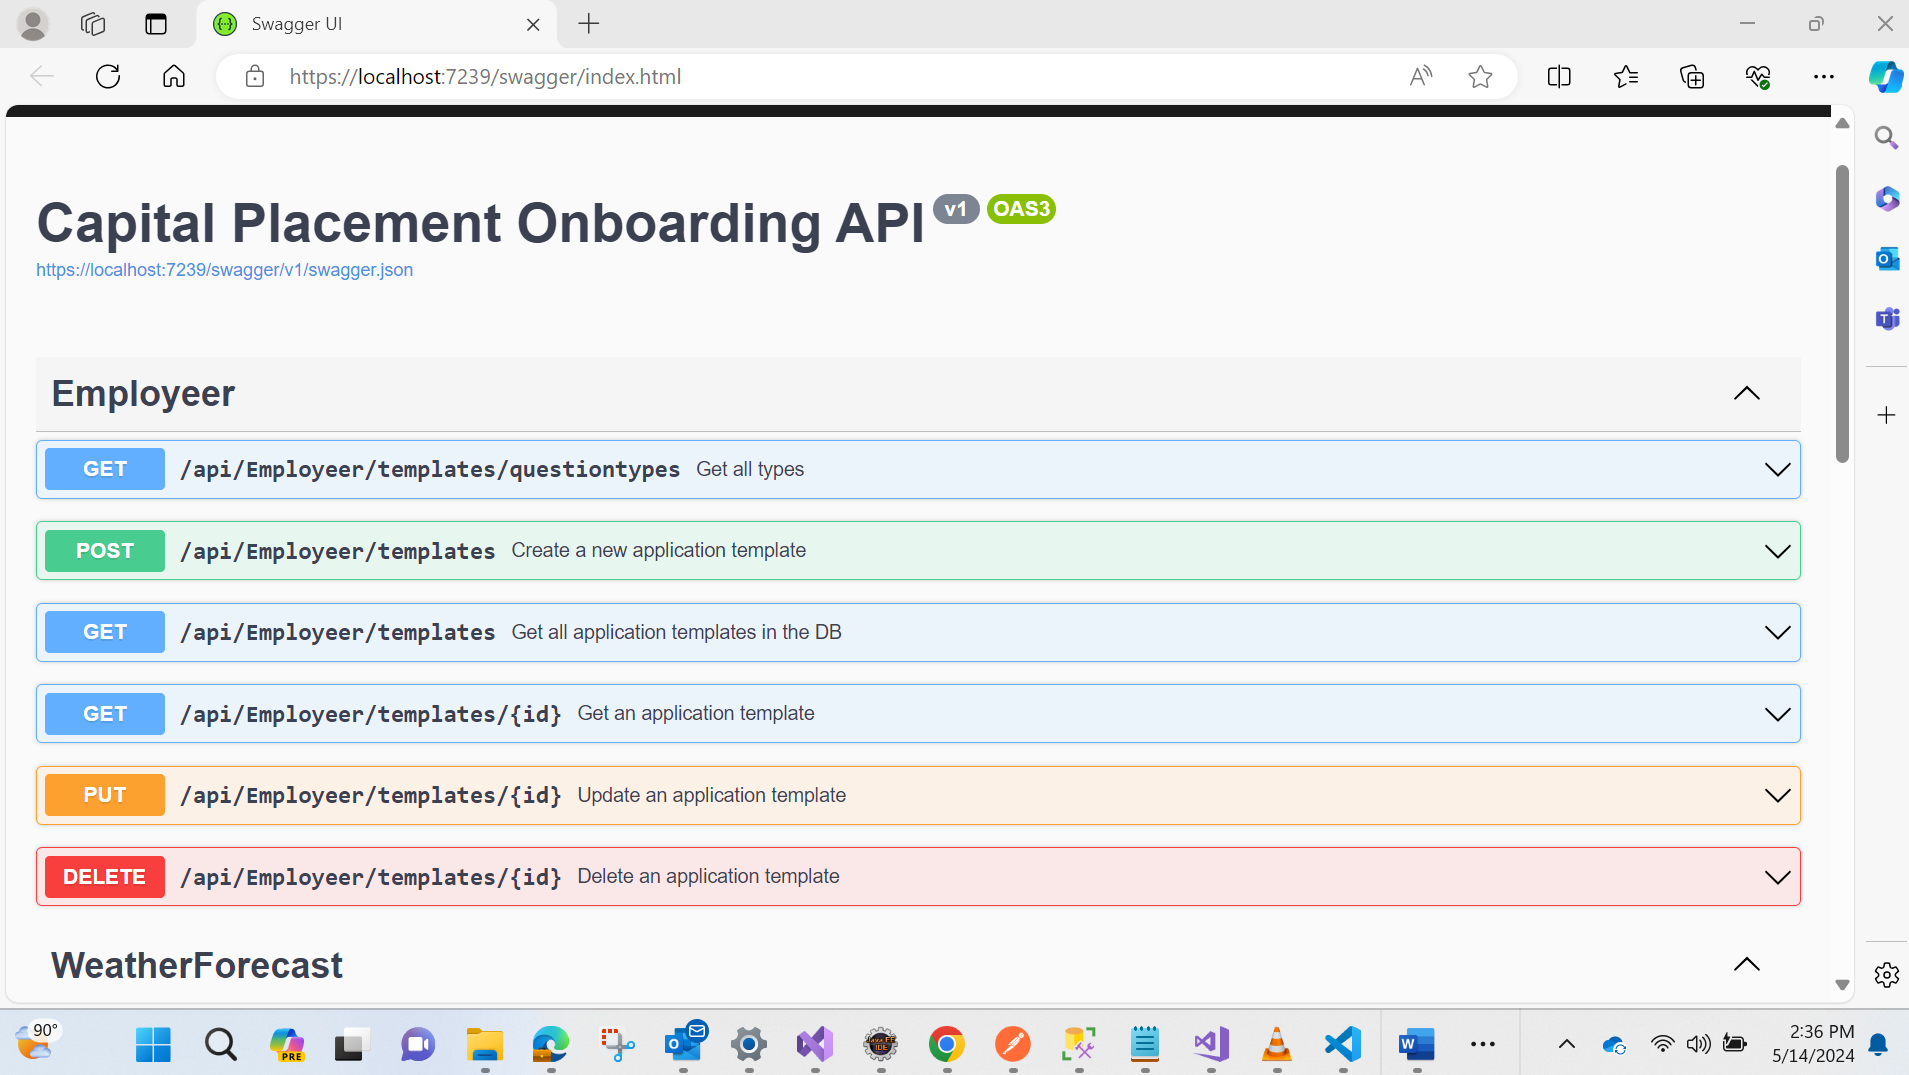 Swagger UI
https://localhost:7239/swagger/index.html
Capital Placement Onboarding API v1 OAS3
https://localhost:7239/swagger/v1/swagger.json
Employeer
GET /api/Employeer/templates/questiontypes Get all types
POST /api/Employeer/templates Create a new application template
GET /api/Employeer/templates Get all application templates in the DB
GET /api/Employeer/templates/{id} Get an application template
PUT /api/Employeer/templates/{id} Update an application template
DELETE /api/Employeer/templates/{id} Delete an application template
WeatherForecast
90°
PRE
2:36 PM
5/14/2024